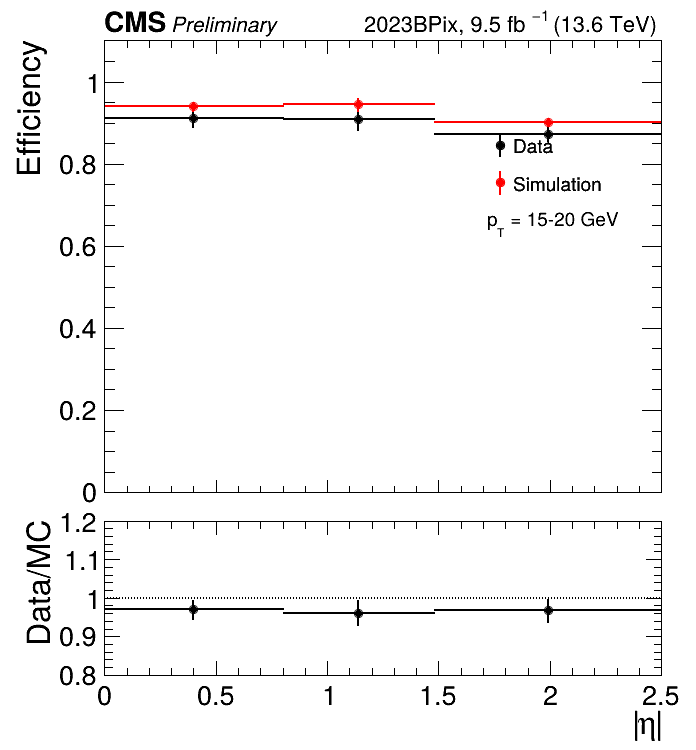 CMS Preliminary 2023BPix, 9.5 fb⁻¹ (13.6 TeV)
Efficiency
1
0.8
0.6
0.4
0.2
0
Data
Simulation
p_T = 15-20 GeV
Data/MC
1.2
1.1
1
0.9
0.8
0 0.5 1 1.5 2 2.5
|η|